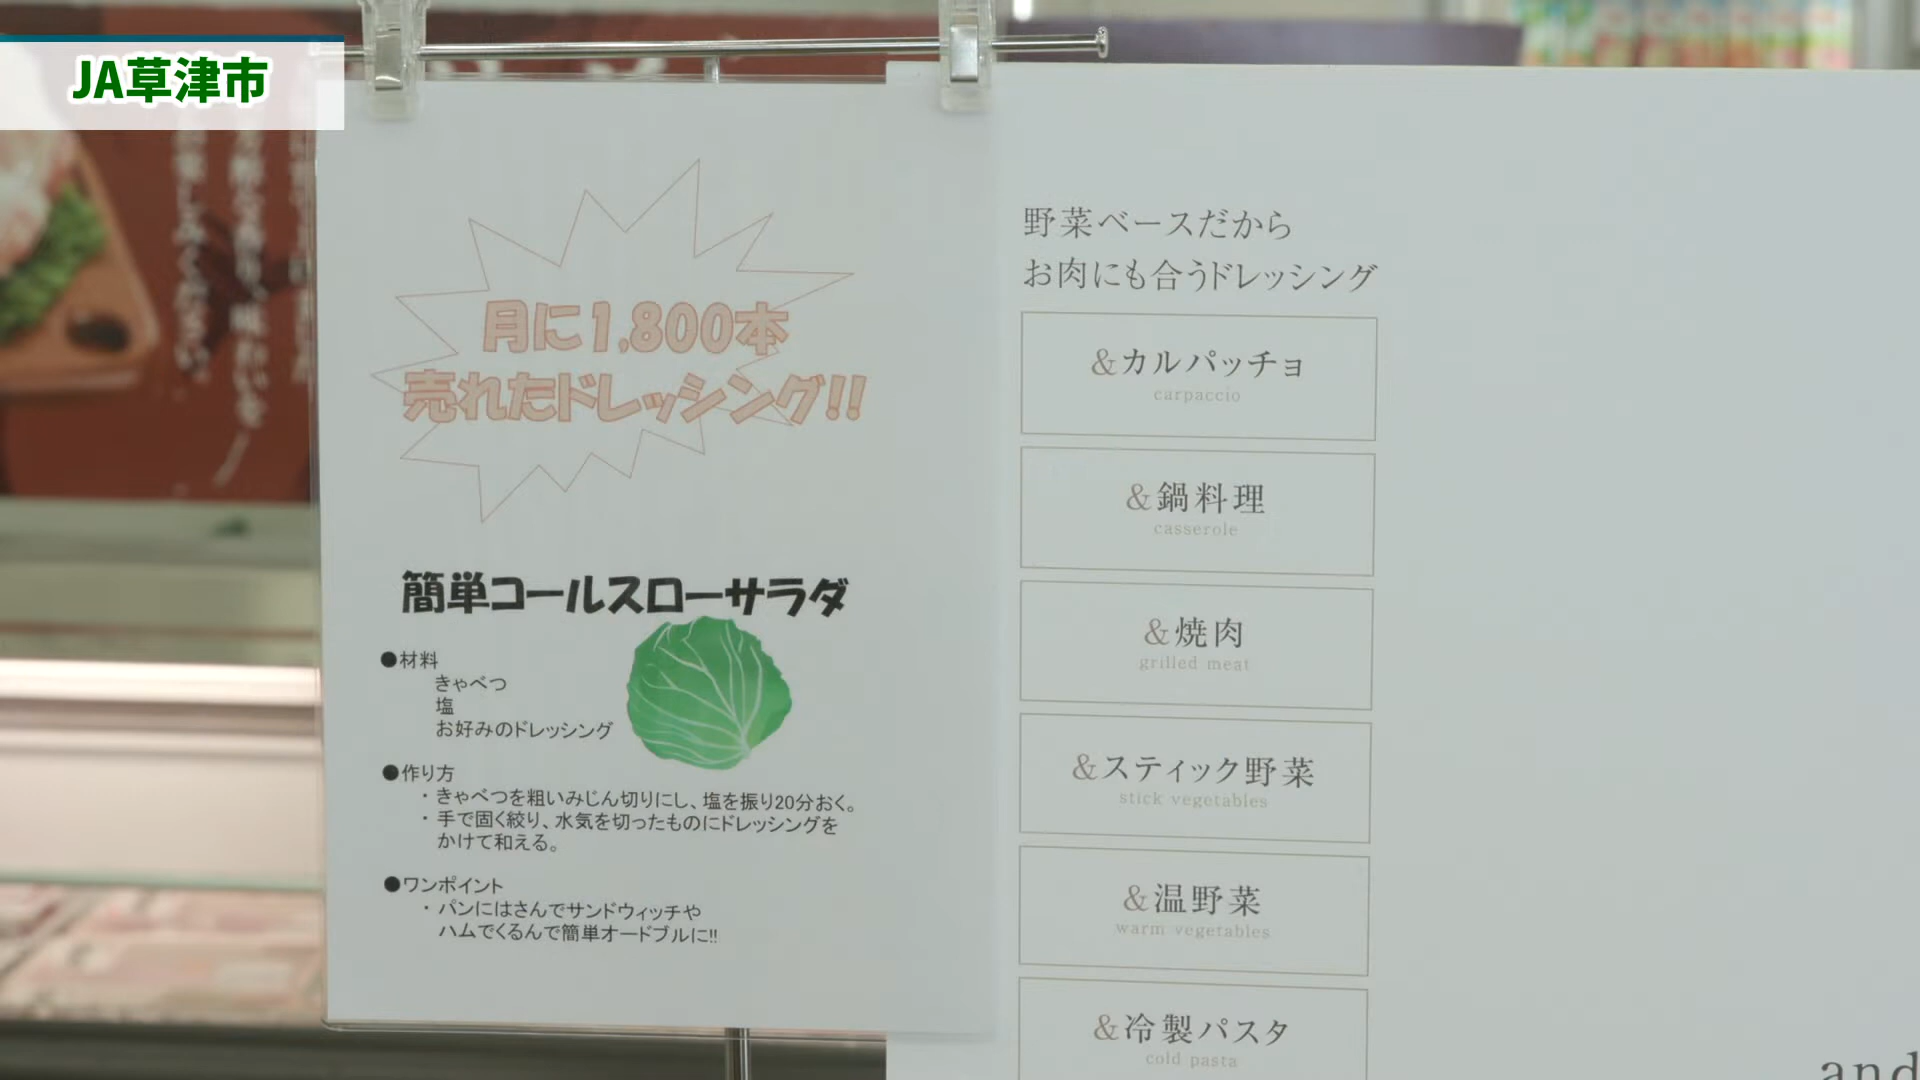 JA草津市
月に1,800本
売れたドレッシング!!
簡単コールスローサラダ
●材料
きゃべつ
塩
お好みのドレッシング
●作り方
・きゃべつを粗いみじん切りにし、塩を振り20分おく。
・手で固く絞り、水気を切ったものにドレッシングを
かけて和える。
●ワンポイント
・パンにはさんでサンドウィッチや
ハムでくるんで簡単オードブルに!!
野菜ベースだから
お肉にも合うドレッシング
&カルパッチョ
carpaccio
&鍋料理
casserole
&焼肉
grilled meat
&スティック野菜
stick vegetables
&温野菜
warm vegetables
&冷製パスタ
cold pasta
and